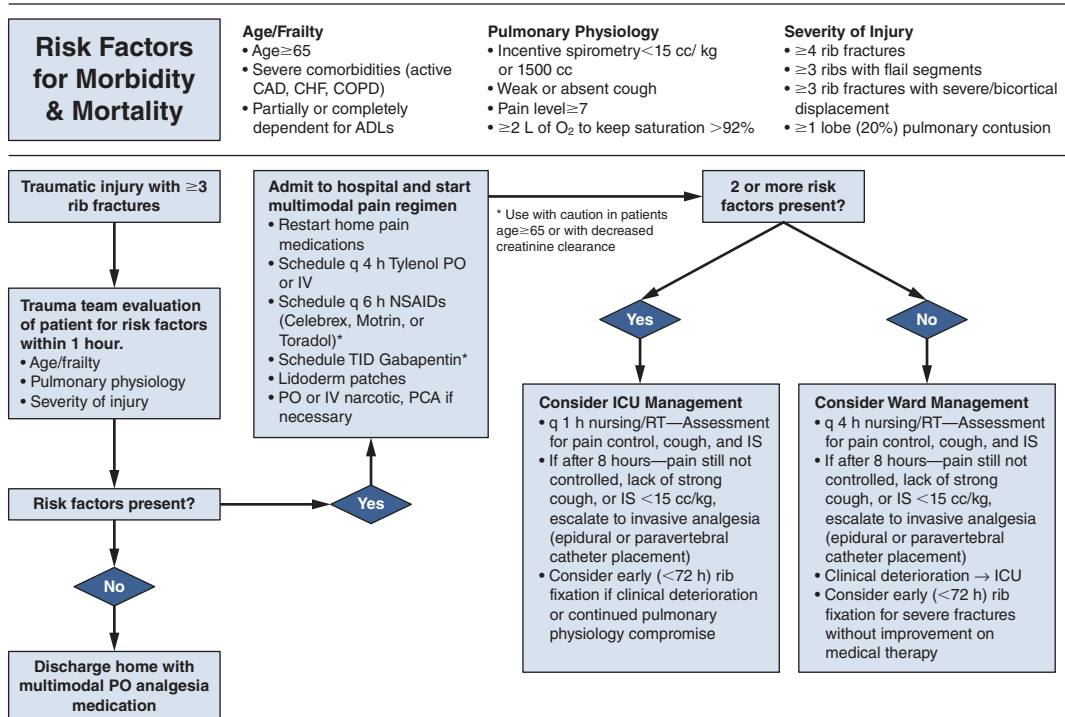 Risk Factors
for Morbidity
& Mortality
Age/Frailty
• Age≥65
• Severe comorbidities (active
CAD, CHF, COPD)
• Partially or completely
dependent for ADLs
Pulmonary Physiology
• Incentive spirometry<15 cc/ kg
or 1500 cc
• Weak or absent cough
• Pain level≥7
• ≥2 L of O₂ to keep saturation >92%
Severity of Injury
• ≥4 rib fractures
• ≥3 ribs with flail segments
• ≥3 rib fractures with severe/bicortical
displacement
• ≥1 lobe (20%) pulmonary contusion
Traumatic injury with ≥3
rib fractures
Trauma team evaluation
of patient for risk factors
within 1 hour.
• Age/frailty
• Pulmonary physiology
• Severity of injury
Risk factors present?
No
Discharge home with
multimodal PO analgesia
medication
Yes
Admit to hospital and start
multimodal pain regimen
• Restart home pain
medications
• Schedule q 4 h Tylenol PO
or IV
• Schedule q 6 h NSAIDs
(Celebrex, Motrin, or
Toradol)*
• Schedule TID Gabapentin*
• Lidoderm patches
• PO or IV narcotic, PCA if
necessary
* Use with caution in patients
age≥65 or with decreased
creatinine clearance
2 or more risk
factors present?
Yes
Consider ICU Management
• q 1 h nursing/RT—Assessment
for pain control, cough, and IS
• If after 8 hours—pain still not
controlled, lack of strong
cough, or IS <15 cc/kg,
escalate to invasive analgesia
(epidural or paravertebral
catheter placement)
• Consider early (<72 h) rib
fixation if clinical deterioration
or continued pulmonary
physiology compromise
No
Consider Ward Management
• q 4 h nursing/RT—Assessment
for pain control, cough, and IS
• If after 8 hours—pain still not
controlled, lack of strong
cough, or IS <15 cc/kg,
escalate to invasive analgesia
(epidural or paravertebral
catheter placement)
• Clinical deterioration → ICU
• Consider early (<72 h) rib
fixation for severe fractures
without improvement on
medical therapy